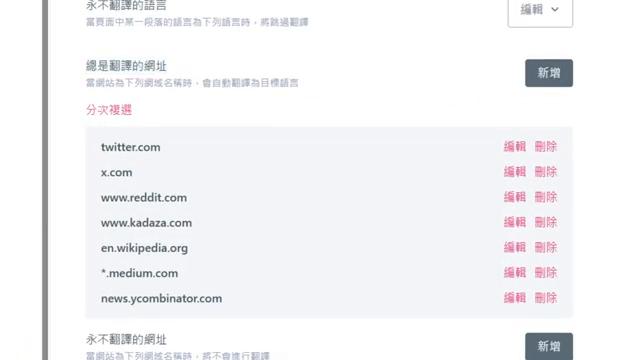 永不翻譯的語言
當頁面中某一段落的語言為下列語言時，將跳過翻譯
編輯
總是翻譯的網址
當網站為下列網域名稱時，會自動翻譯為目標語言
新增
分次複選
twitter.com 編輯 刪除
x.com 編輯 刪除
www.reddit.com 編輯 刪除
www.kadaza.com 編輯 刪除
en.wikipedia.org 編輯 刪除
*.medium.com 編輯 刪除
news.ycombinator.com 編輯 刪除
永不翻譯的網址
當網站為下列網域名稱時，將不會進行翻譯
新增